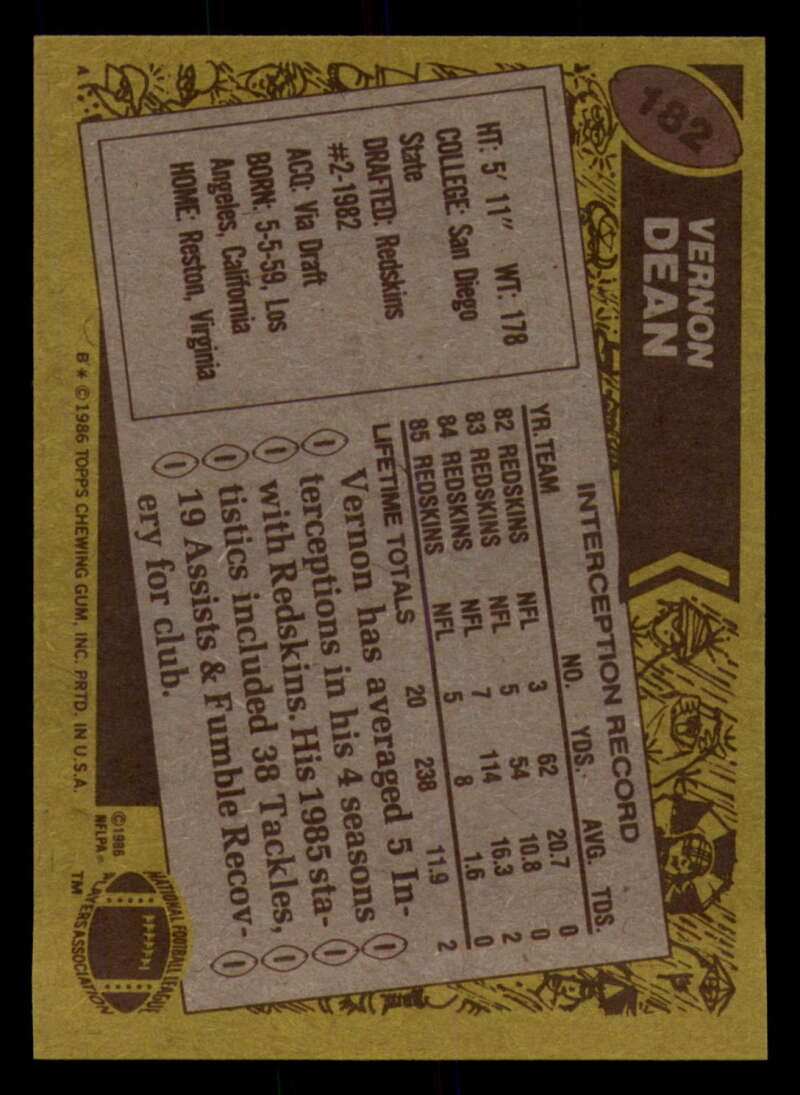 182
VERNON
DEAN
HT: 5' 11" WT: 178
COLLEGE: San Diego
State
DRAFTED: Redskins
#2-1982
ACQ: Via Draft
BORN: 5-5-59, Los
Angeles, California
HOME: Reston, Virginia
INTERCEPTION RECORD
YR. TEAM NO. YDS. AVG. TDS.
82 REDSKINS NFL 3 62 20.7 0
83 REDSKINS NFL 5 54 10.8 0
84 REDSKINS NFL 7 114 16.3 2
85 REDSKINS NFL 5 8 1.6 0
LIFETIME TOTALS 20 238 11.9 2
Vernon has averaged 5 In-
terceptions in his 4 seasons
with Redskins. His 1985 sta-
tistics included 38 Tackles,
19 Assists & Fumble Recov-
ery for club.
A
B* ©1986 TOPPS CHEWING GUM, INC. PRTD. IN U.S.A.
©1986
NFLPA
NATIONAL FOOTBALL LEAGUE
PLAYERS ASSOCIATION
TM